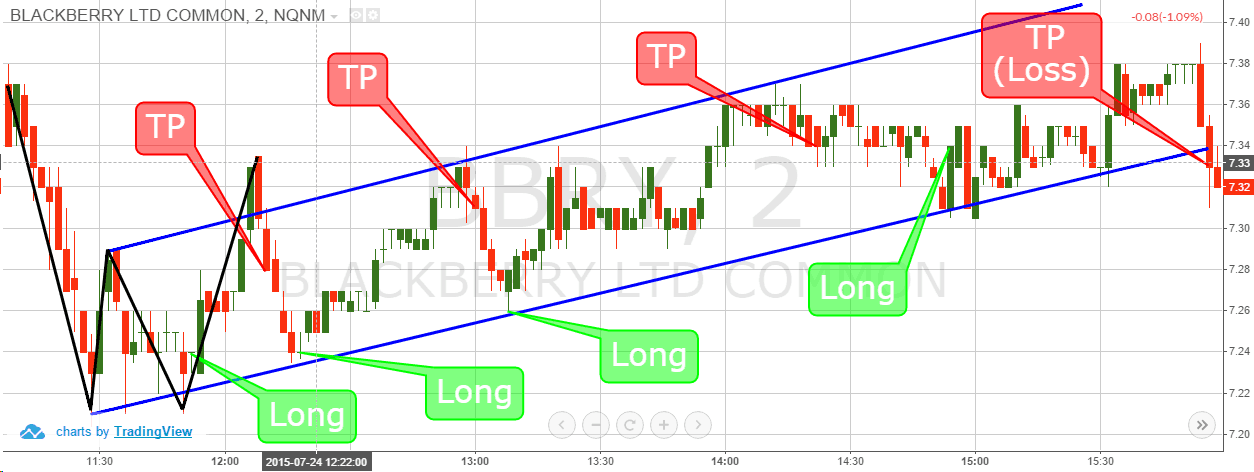 BLACKBERRY LTD COMMON, 2, NQNM
-0.08(-1.09%)
7.40
TP
(Loss)
TP
TP
7.38
7.36
TP
7.34
7.33
7.32
BBRY, 2
7.30
BLACKBERRY LTD COMMON
7.28
Long
7.26
Long
7.24
Long
7.22
Long
7.20
charts by TradingView
11:30
12:00
2015-07-24 12:22:00
13:00
13:30
14:00
14:30
15:00
15:30